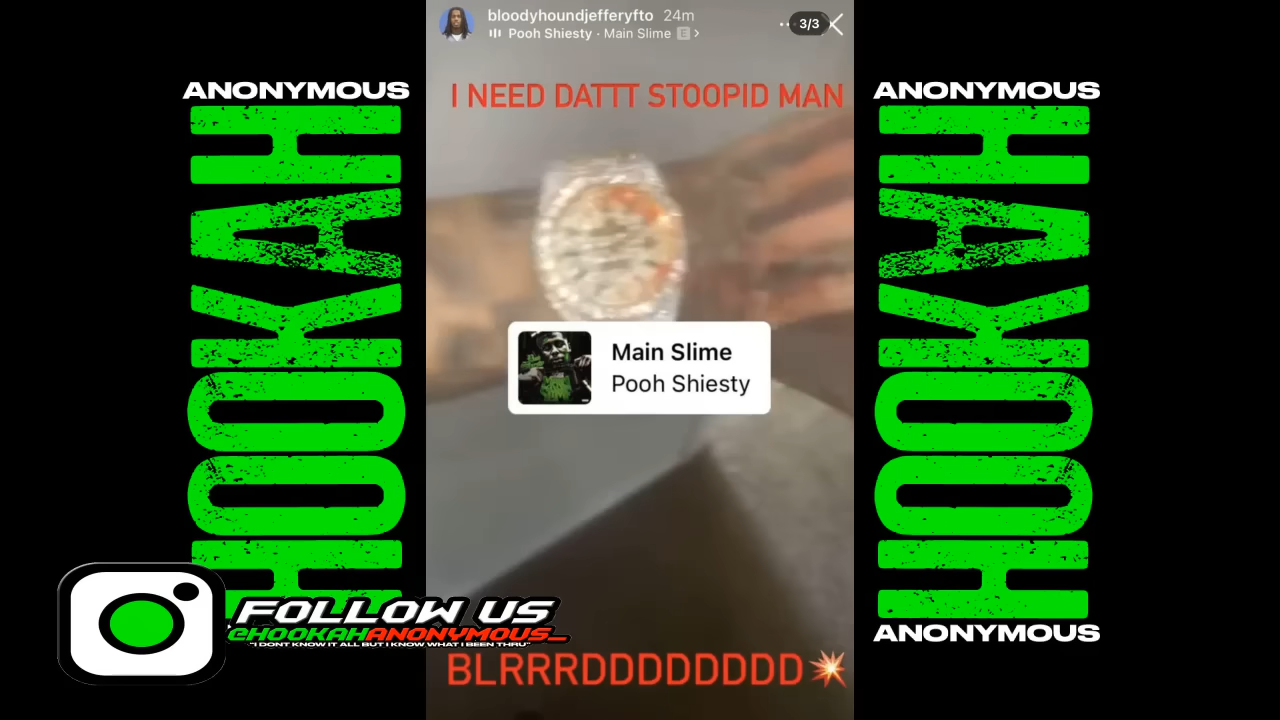 bloodyhoundjefferyfto 24m
Pooh Shiesty · Main Slime E >
3/3
I NEED DATTT STOOPID MAN
ANONYMOUS
HOOKAH
ANONYMOUS
HOOKAH
ANONYMOUS
Main Slime
Pooh Shiesty
FOLLOW US
@HOOKAHANONYMOUS_
"I DONT KNOW IT ALL BUT I KNOW WHAT I BEEN THRU"
BLRRRDDDDDDDD💥